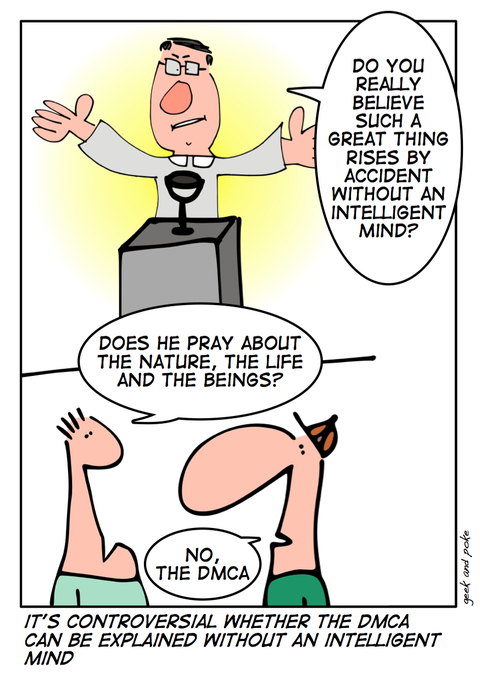 DO YOU
REALLY
BELIEVE
SUCH A
GREAT THING
RISES BY
ACCIDENT
WITHOUT AN
INTELLIGENT
MIND?
DOES HE PRAY ABOUT
THE NATURE, THE LIFE
AND THE BEINGS?
NO,
THE DMCA
geek and poke
IT'S CONTROVERSIAL WHETHER THE DMCA
CAN BE EXPLAINED WITHOUT AN INTELLIGENT
MIND